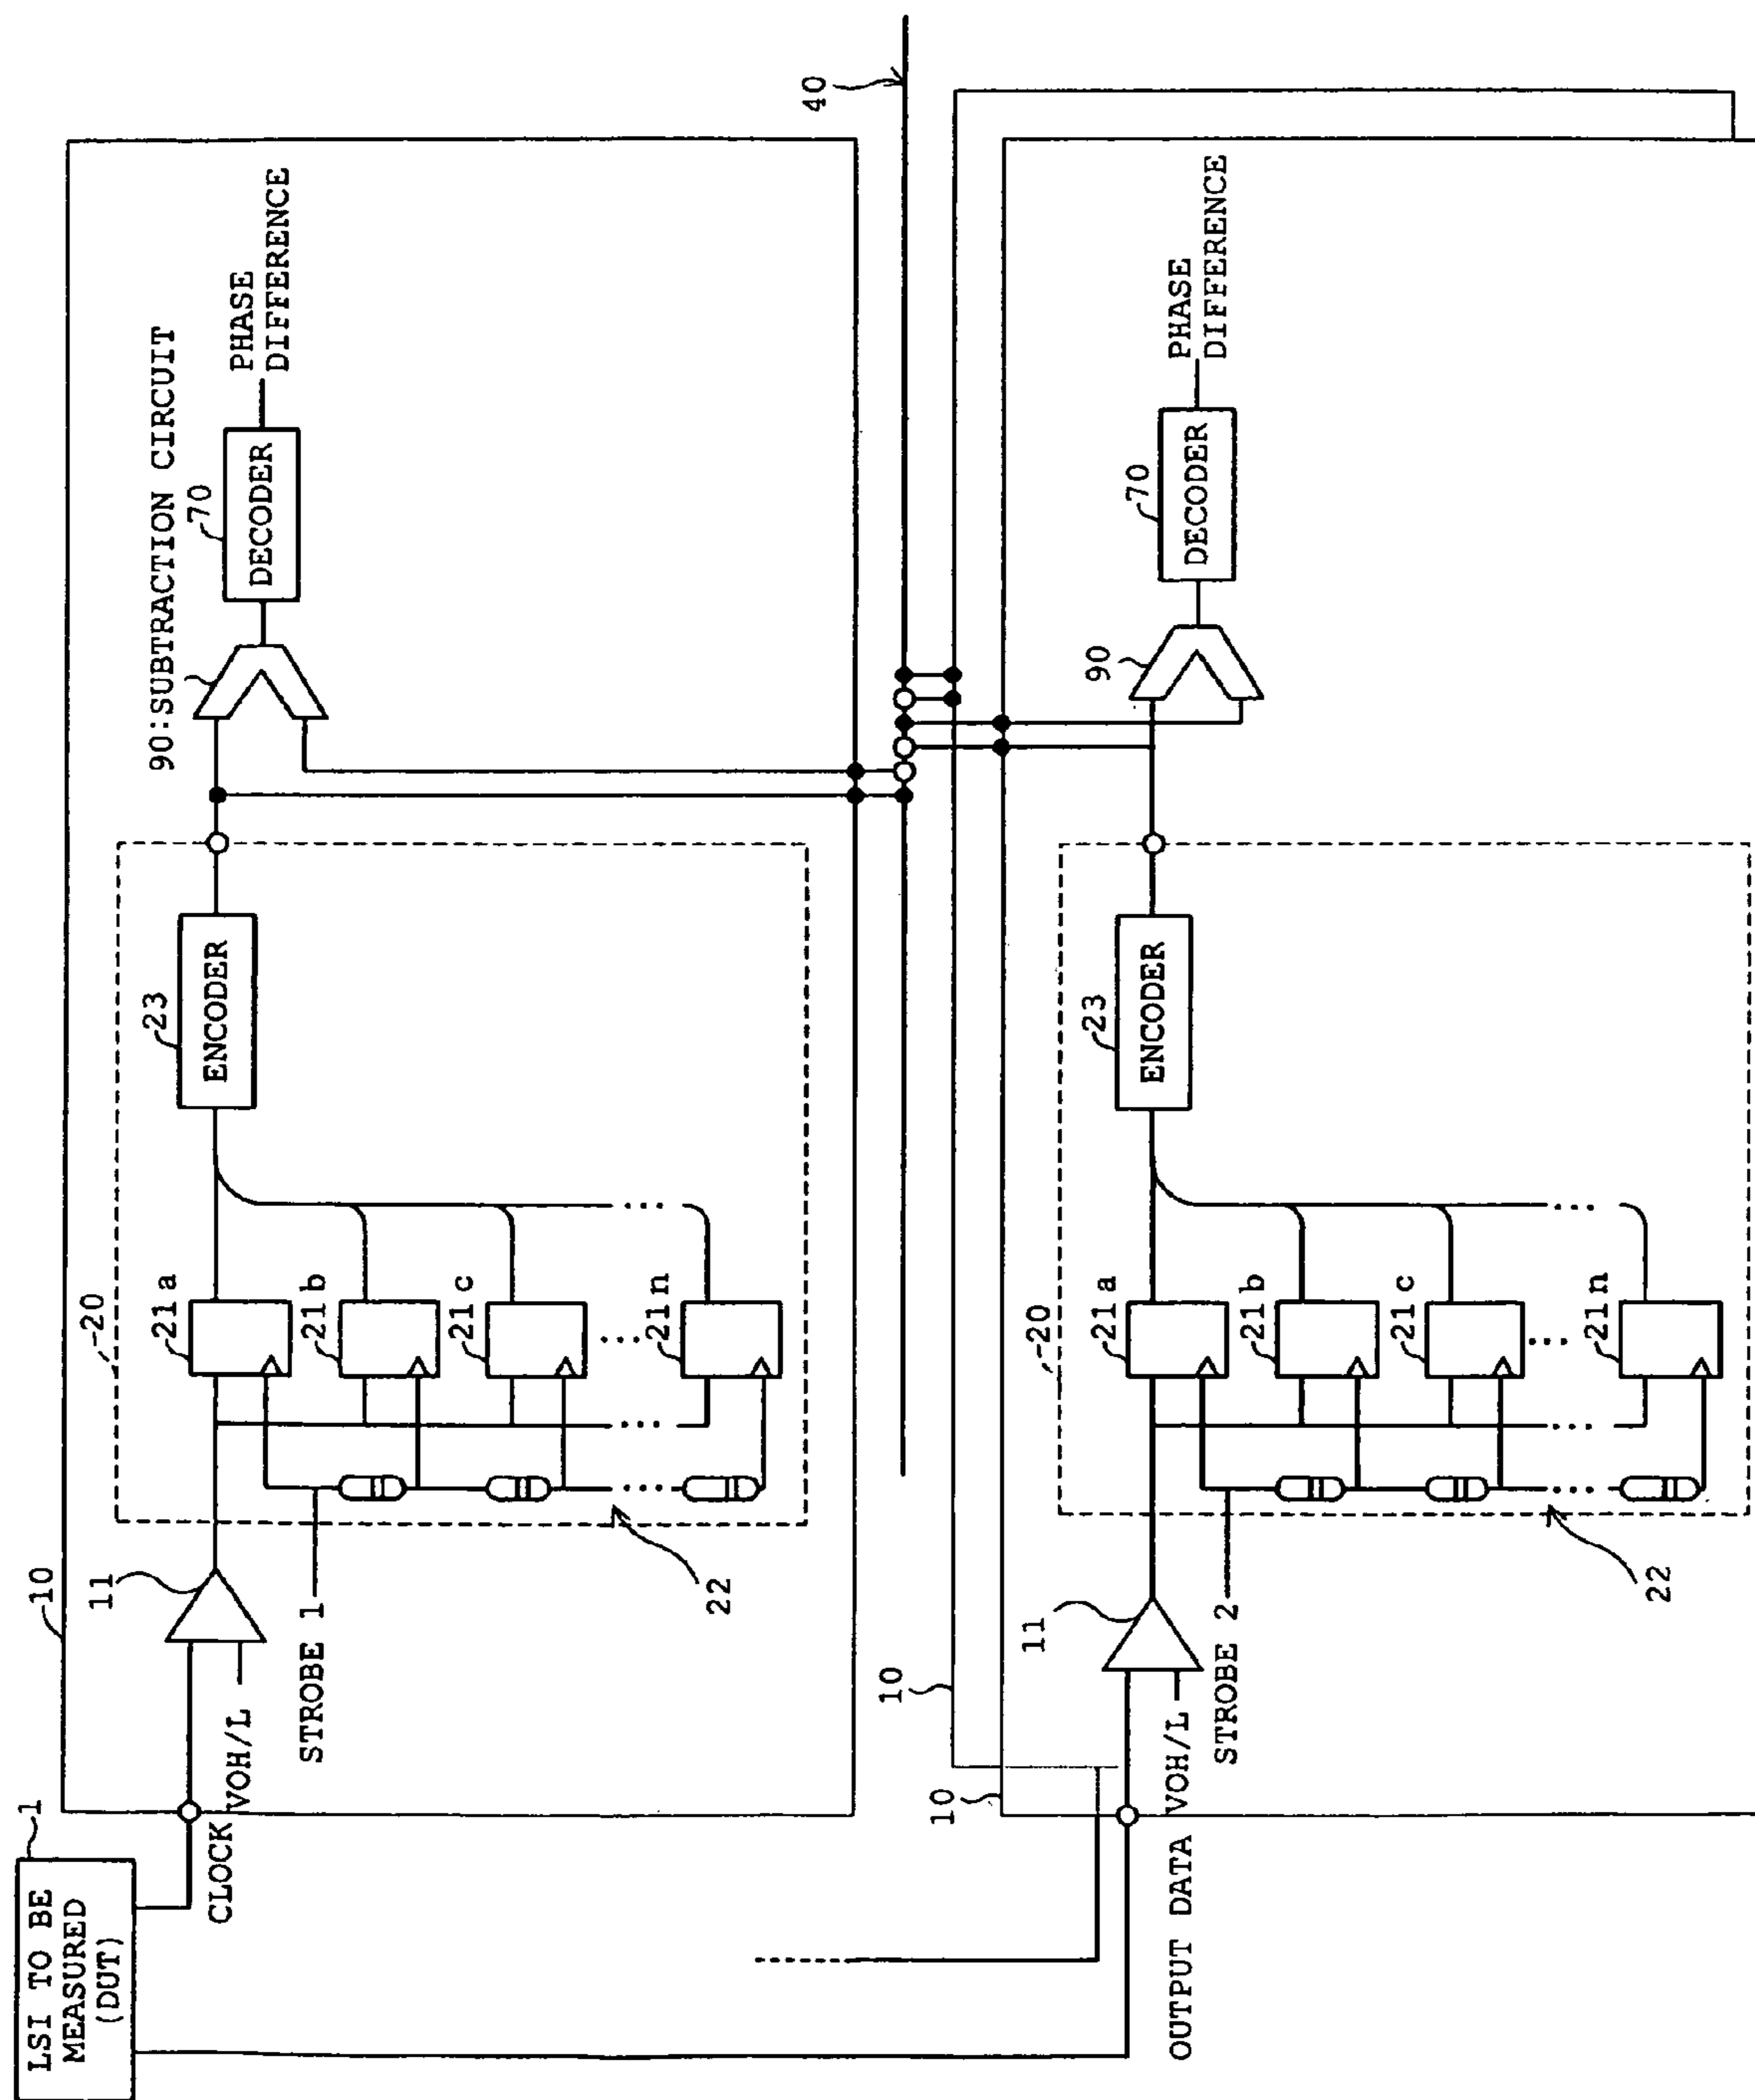 LSI TO BE
MEASURED
(DUT)
1
CLOCK
10
VOH/L
11
STROBE 1
22
20
21a
21b
21c
21n
23
ENCODER
90:SUBTRACTION CIRCUIT
70
DECODER
PHASE
DIFFERENCE
40
10
10
OUTPUT DATA
VOH/L
11
STROBE 2
22
20
21a
21b
21c
21n
23
ENCODER
90
70
DECODER
PHASE
DIFFERENCE